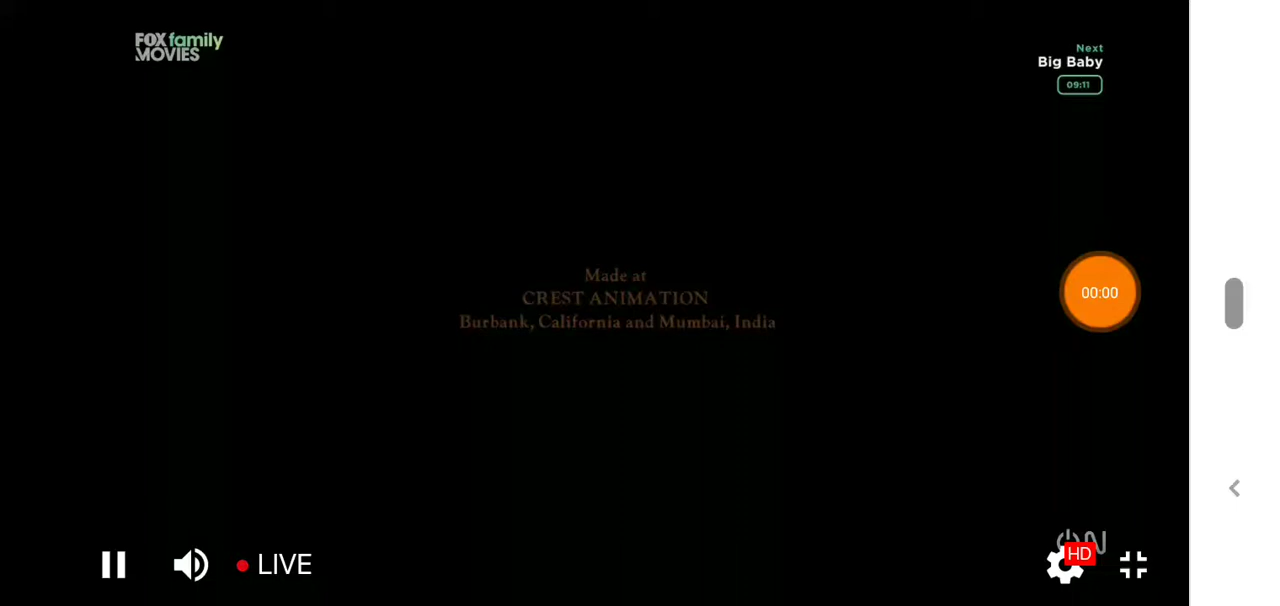 FOX family
MOVIES
Next
Big Baby
09:11
Made at
CREST ANIMATION
Burbank, California and Mumbai, India
00:00
ON
HD
LIVE